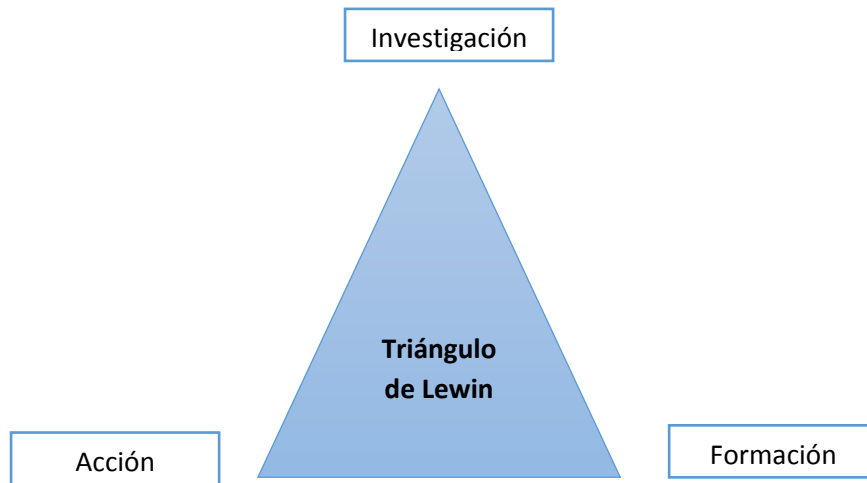 Investigación
Triángulo
de Lewin
Acción
Formación